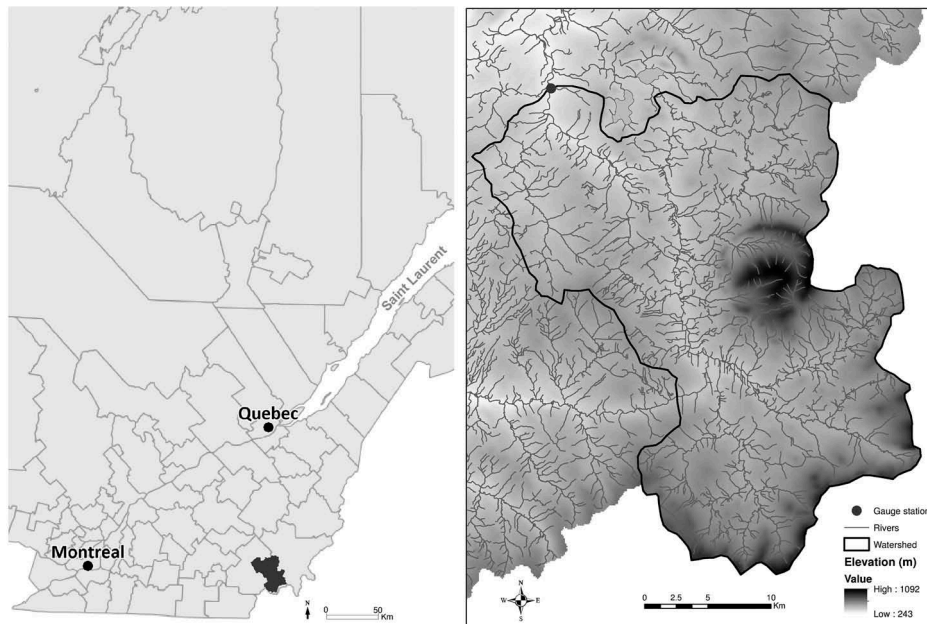 Saint Laurent
Quebec
Montreal
N
0 50
Km
N
W E
S
0 2.5 5 10
Km
Gauge station
Rivers
Watershed
Elevation (m)
Value
High : 1092
Low : 243